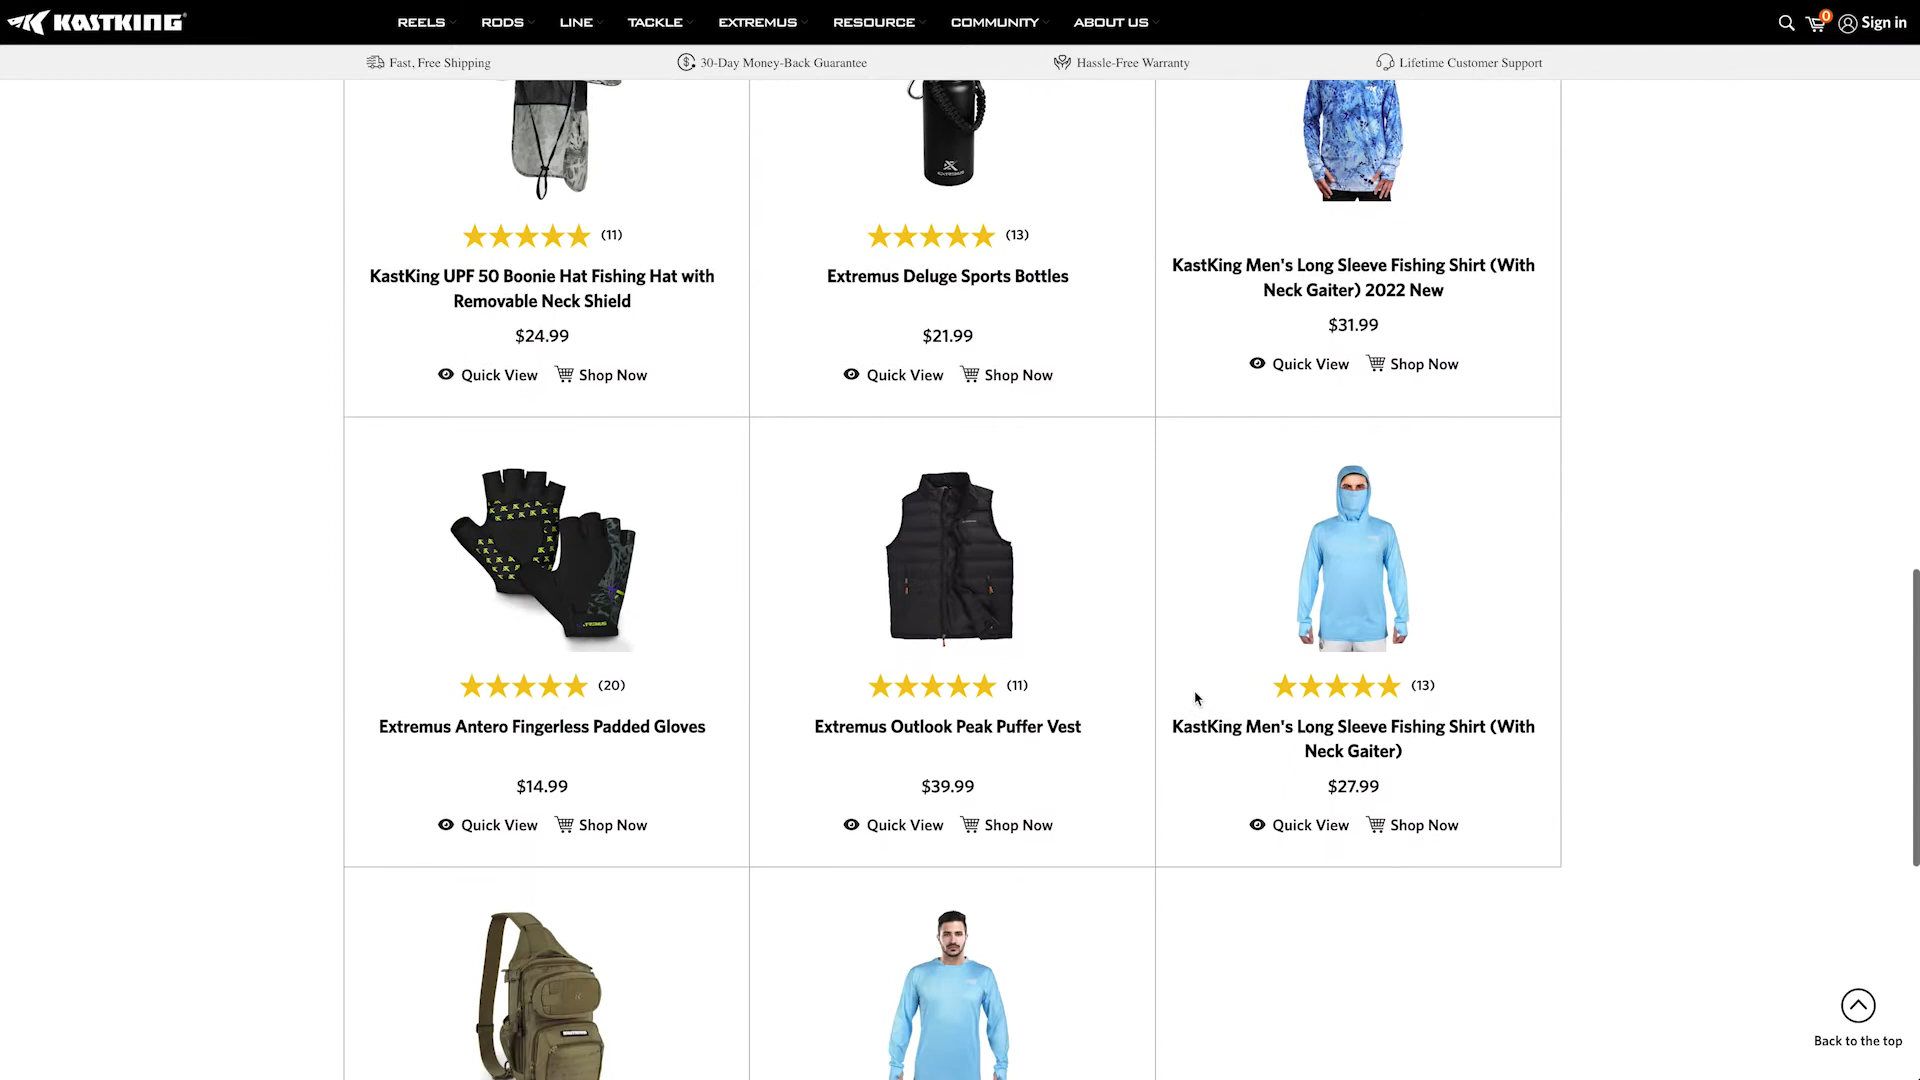 KASTKING
REELS RODS LINE TACKLE EXTREMUS RESOURCE COMMUNITY ABOUT US
0 Sign in
Fast, Free Shipping 30-Day Money-Back Guarantee Hassle-Free Warranty Lifetime Customer Support
EXTREMUS
(11)
KastKing UPF 50 Boonie Hat Fishing Hat with
Removable Neck Shield
$24.99
Quick View Shop Now
(13)
Extremus Deluge Sports Bottles
$21.99
Quick View Shop Now
KastKing Men's Long Sleeve Fishing Shirt (With
Neck Gaiter) 2022 New
$31.99
Quick View Shop Now
(20)
Extremus Antero Fingerless Padded Gloves
$14.99
Quick View Shop Now
(11)
Extremus Outlook Peak Puffer Vest
$39.99
Quick View Shop Now
(13)
KastKing Men's Long Sleeve Fishing Shirt (With
Neck Gaiter)
$27.99
Quick View Shop Now
Back to the top